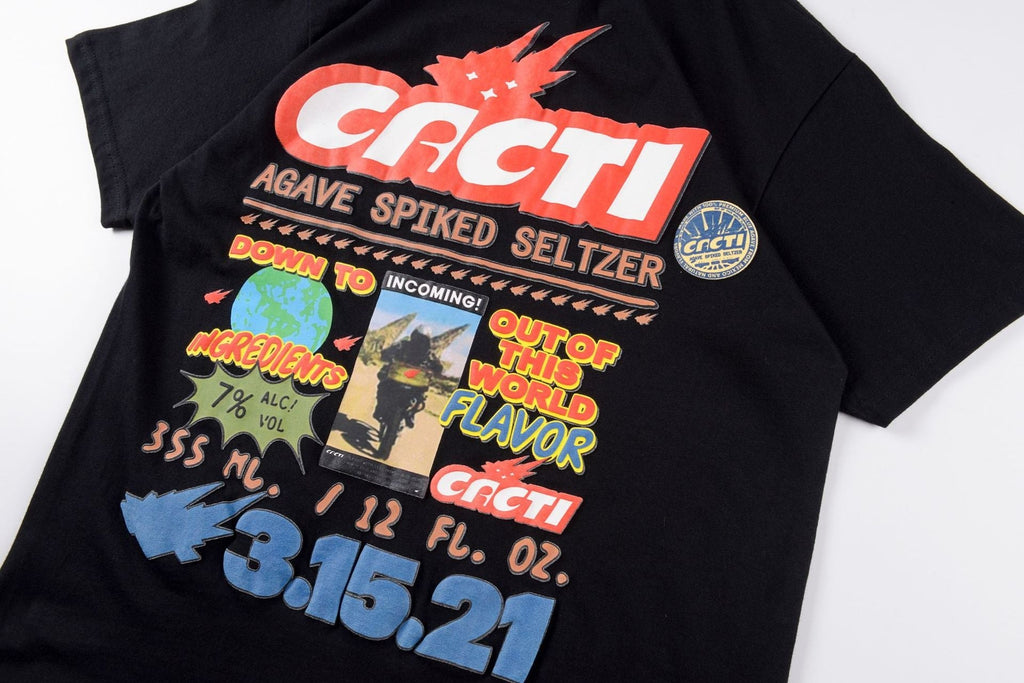 CACTI
AGAVE SPIKED SELTZER
CACTI
AGAVE SPIKED SELTZER
DOWN TO
INGREDIENTS
INCOMING!
OUT OF
THIS
WORLD
FLAVOR
7% ALC/
VOL
CACTI
CACTI
355 ML. / 12 FL. OZ.
3.15.21